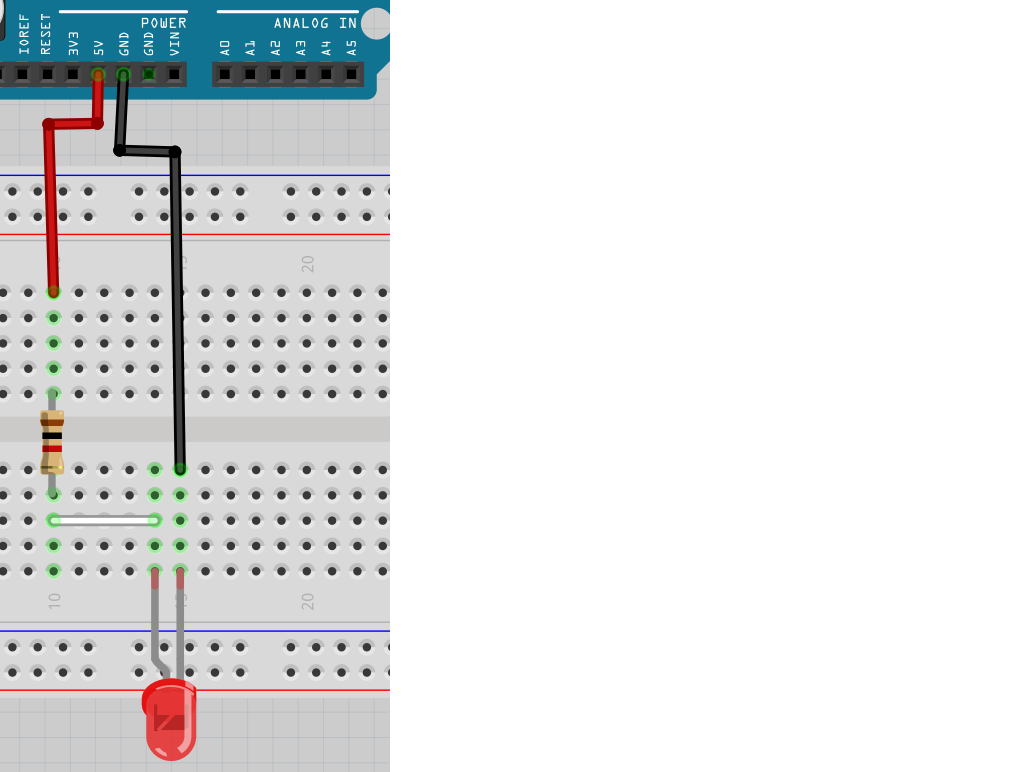 POWER
ANALOG IN
IOREF
RESET
3V3
5V
GND
GND
VIN
A0
A1
A2
A3
A4
A5
20
10
20